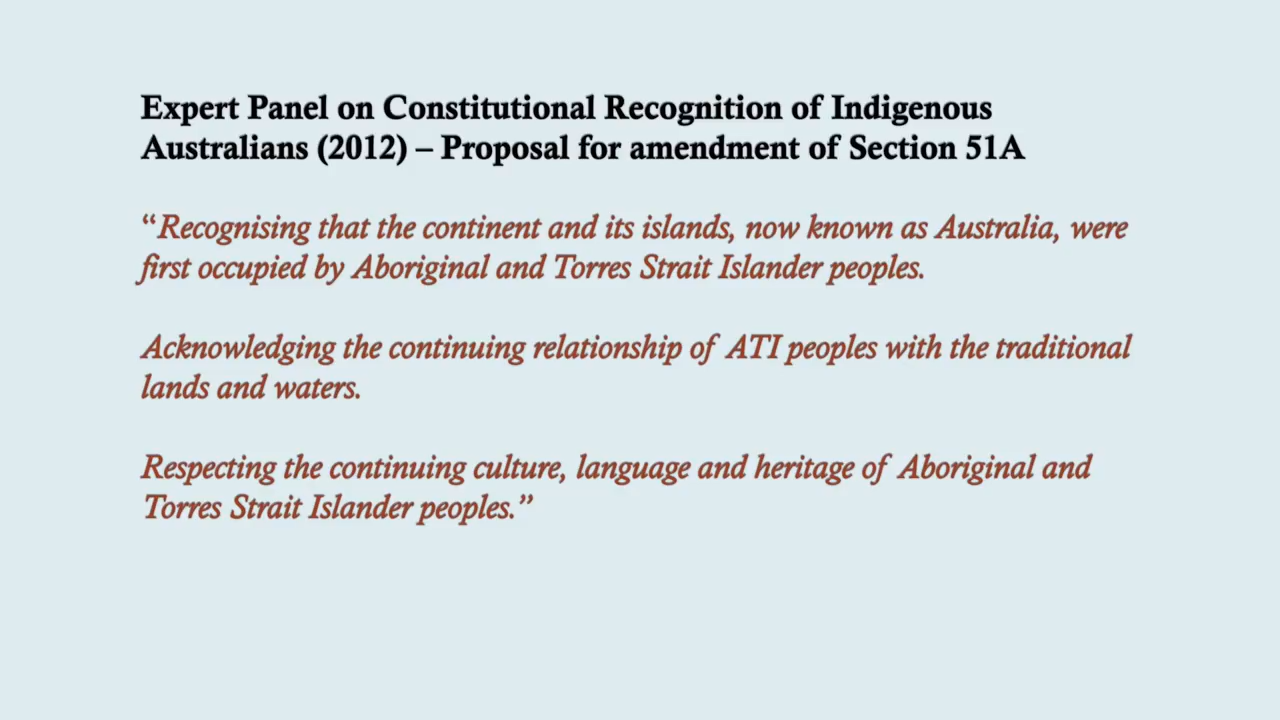 Expert Panel on Constitutional Recognition of Indigenous
Australians (2012) – Proposal for amendment of Section 51A
“Recognising that the continent and its islands, now known as Australia, were
first occupied by Aboriginal and Torres Strait Islander peoples.
Acknowledging the continuing relationship of ATI peoples with the traditional
lands and waters.
Respecting the continuing culture, language and heritage of Aboriginal and
Torres Strait Islander peoples.”